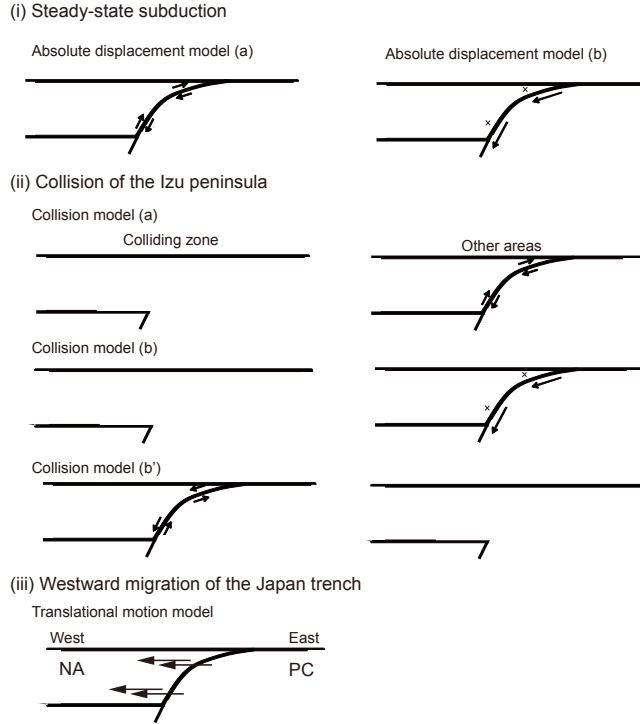 (i) Steady-state subduction
Absolute displacement model (a)
Absolute displacement model (b)
×
×
(ii) Collision of the Izu peninsula
Collision model (a)
Colliding zone
Other areas
Collision model (b)
×
×
Collision model (b')
(iii) Westward migration of the Japan trench
Translational motion model
West
East
NA
PC